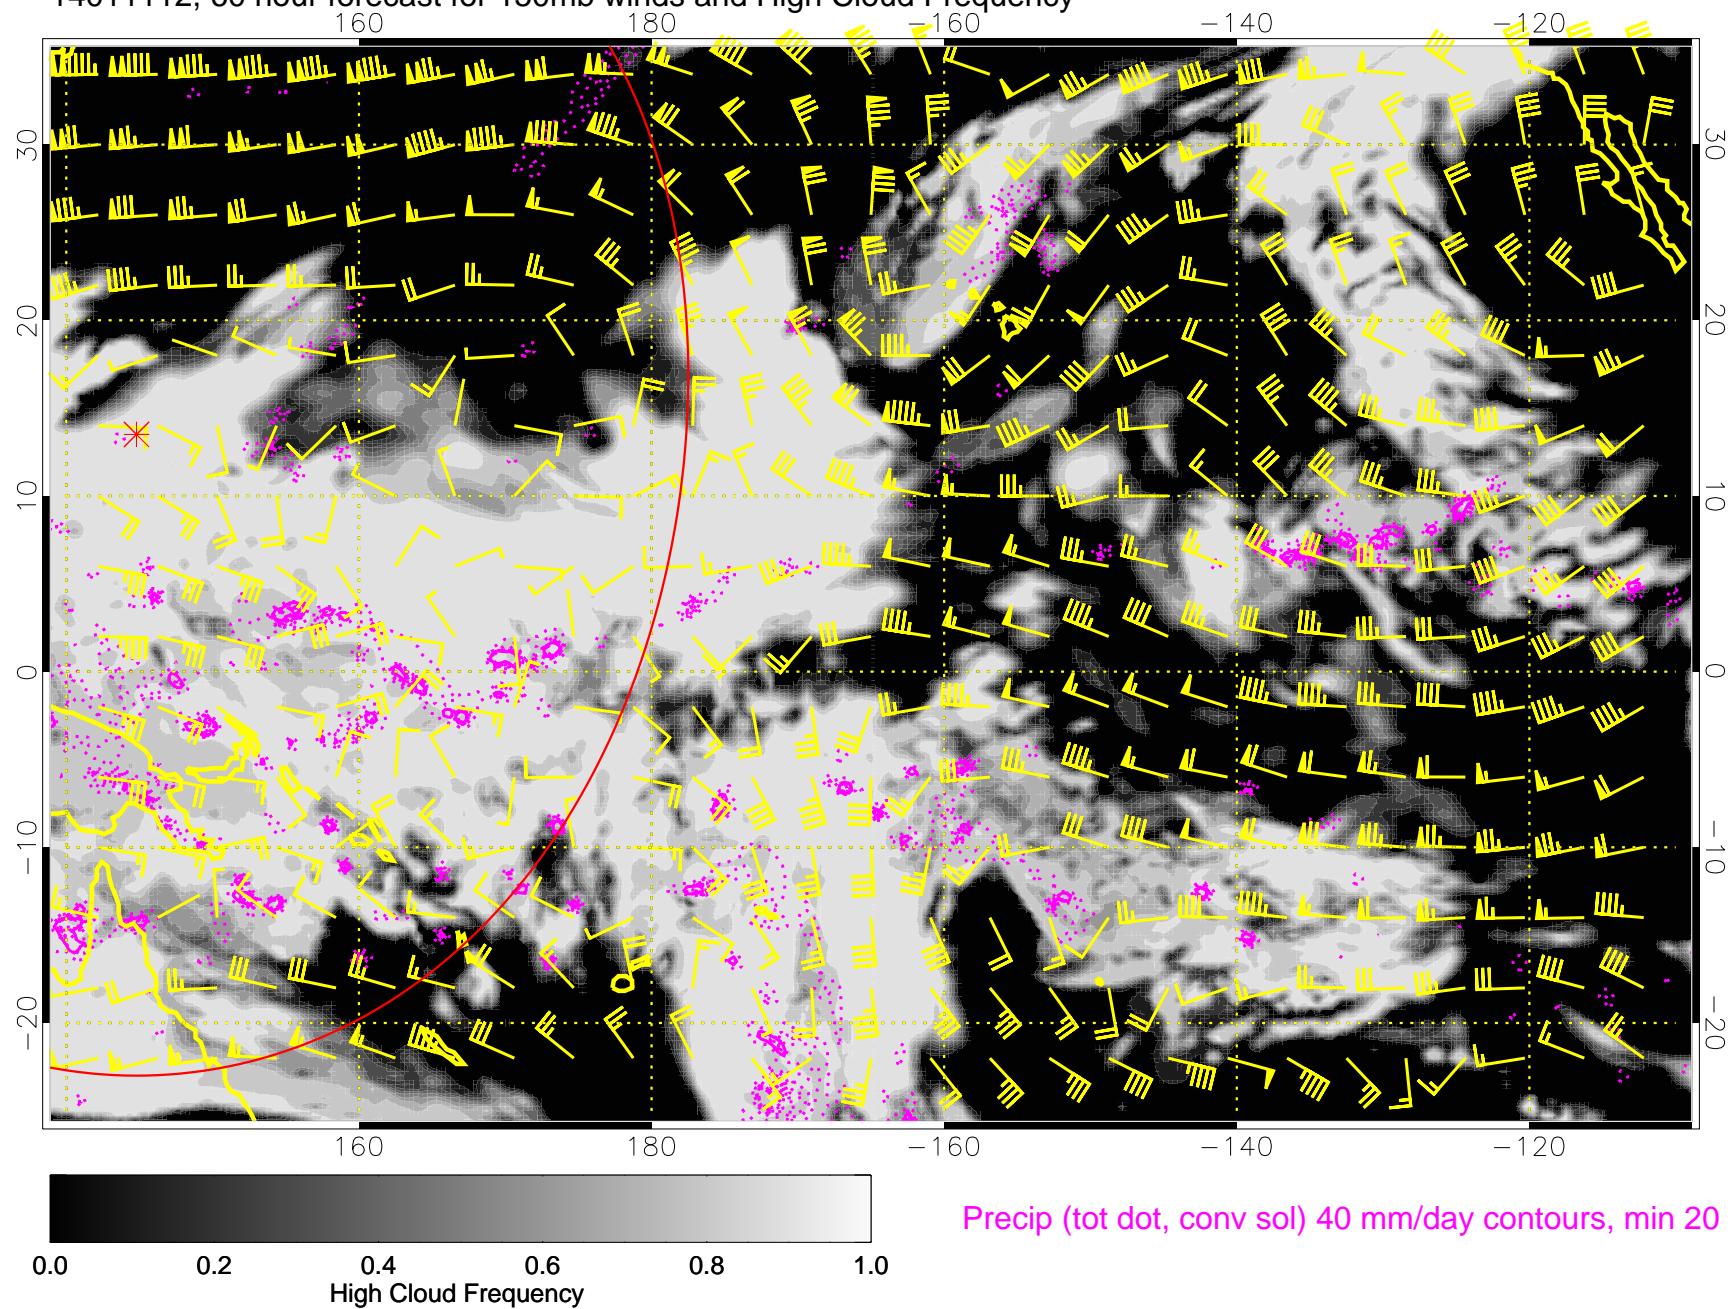 160 180 -160 -140 -120
30 30
20 20
10 10
0 0
-10 -10
-20 -20
160 180 -160 -140 -120
0.0 0.2 0.4 0.6 0.8 1.0
High Cloud Frequency
Precip (tot dot, conv sol) 40 mm/day contours, min 20